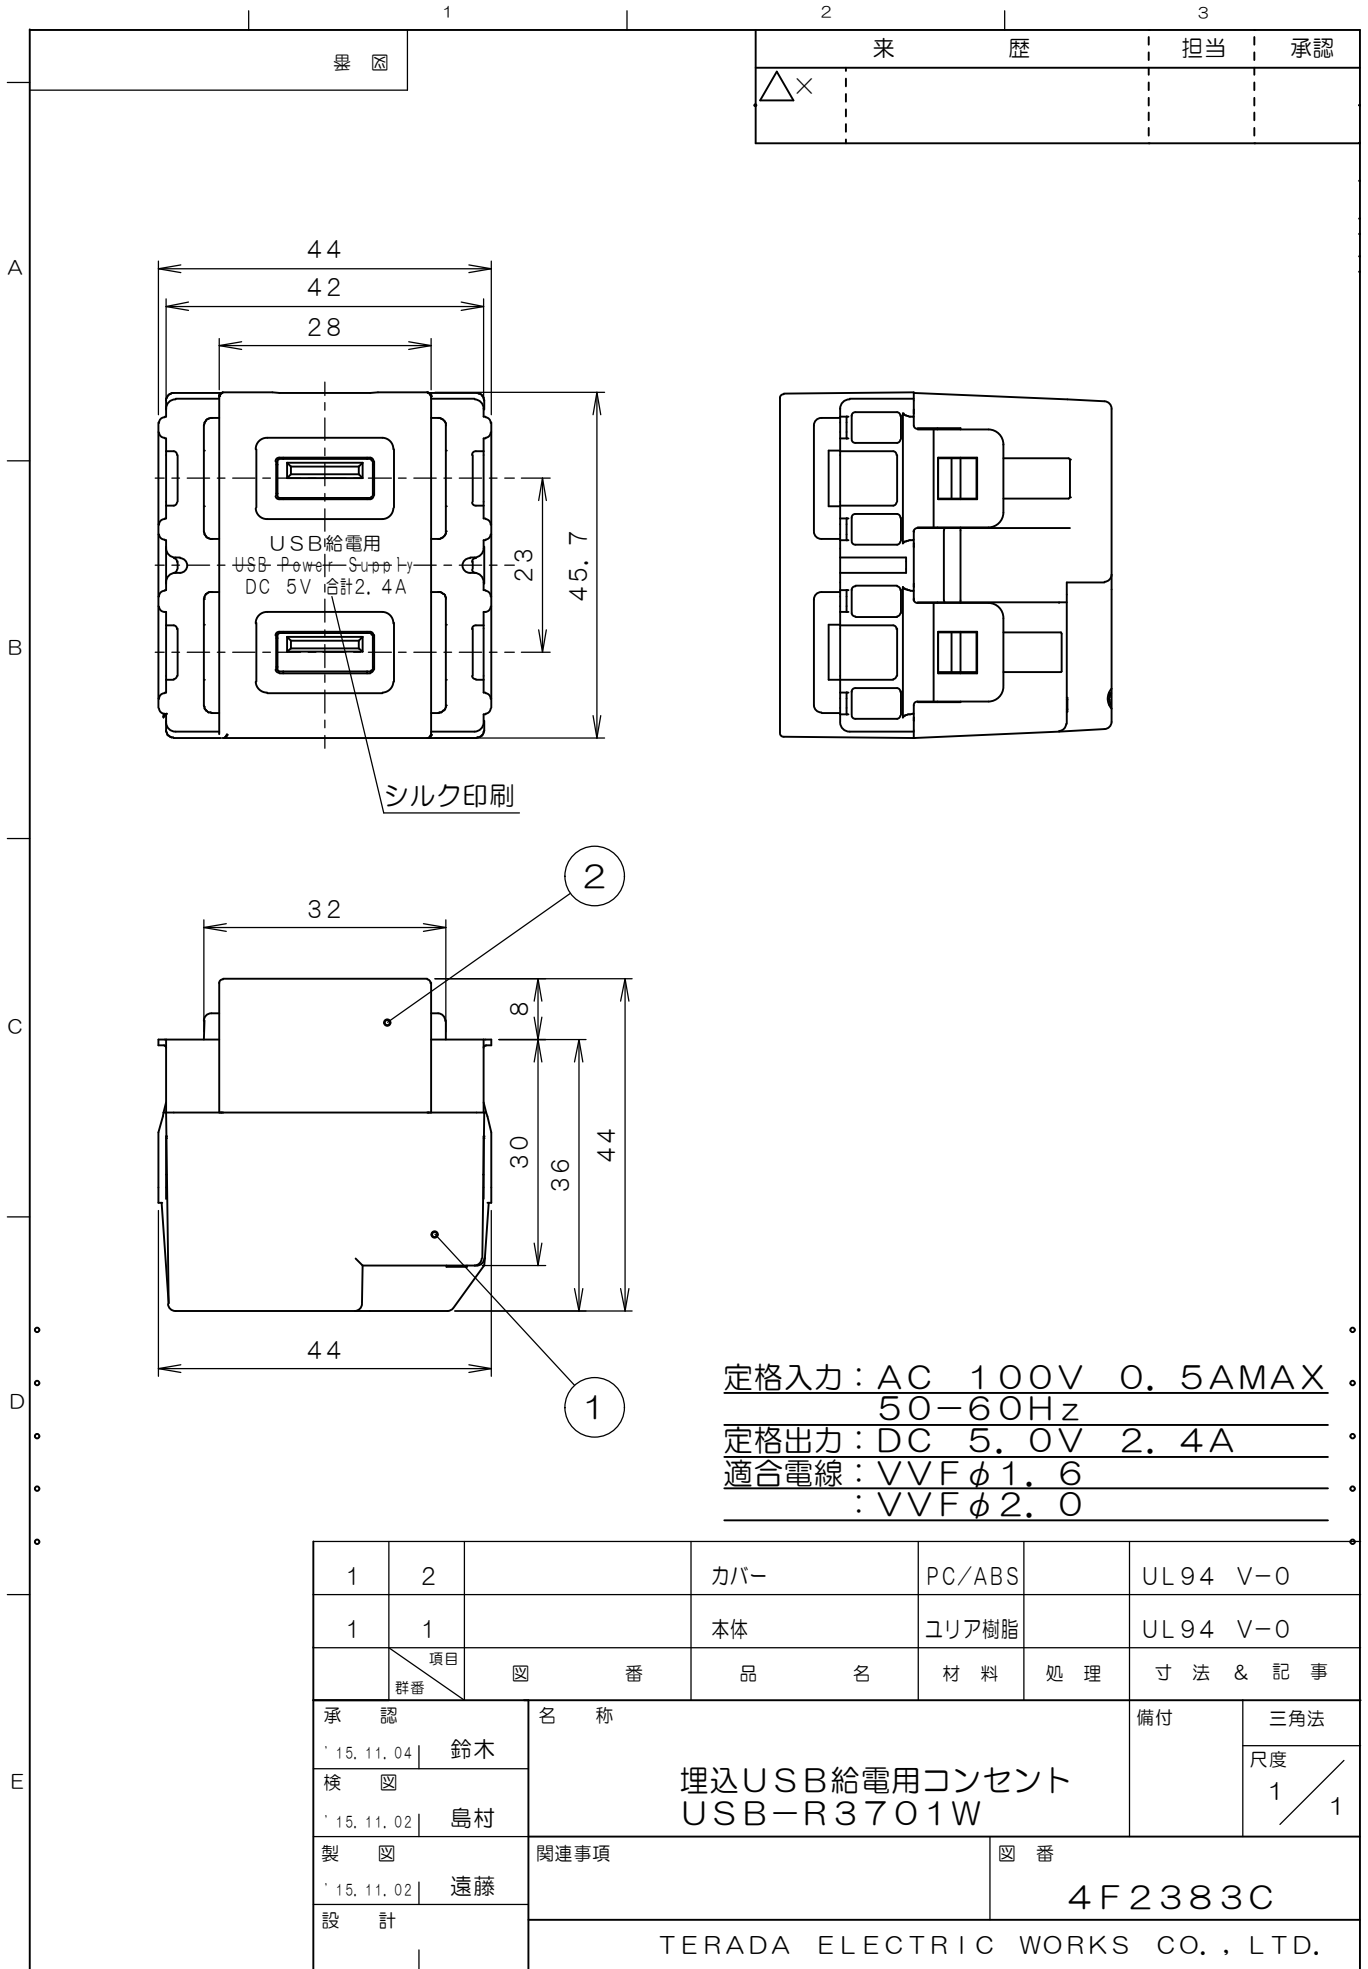 1 2 3
図番
来歴 担当 承認
△×
A
B
C
D
E
44
42
28
USB給電用
USB Power Supply
DC 5V 合計2.4A
23
45.7
シルク印刷
②
32
8
30
36
44
44
①
定格入力：AC 100V 0.5AMAX
50−60Hz
定格出力：DC 5.0V 2.4A
適合電線：VVFφ1.6
：VVFφ2.0
1 2 カバー PC/ABS UL94 V−0
1 1 本体 ユリア樹脂 UL94 V−0
項目 群番 図番 品名 材料 処理 寸法&記事
承認
'15.11.04 鈴木
検図
'15.11.02 島村
製図
'15.11.02 遠藤
設計
名称
埋込USB給電用コンセント
USB−R3701W
備付
三角法
尺度
1/1
関連事項
図番
4F2383C
TERADA ELECTRIC WORKS CO., LTD.